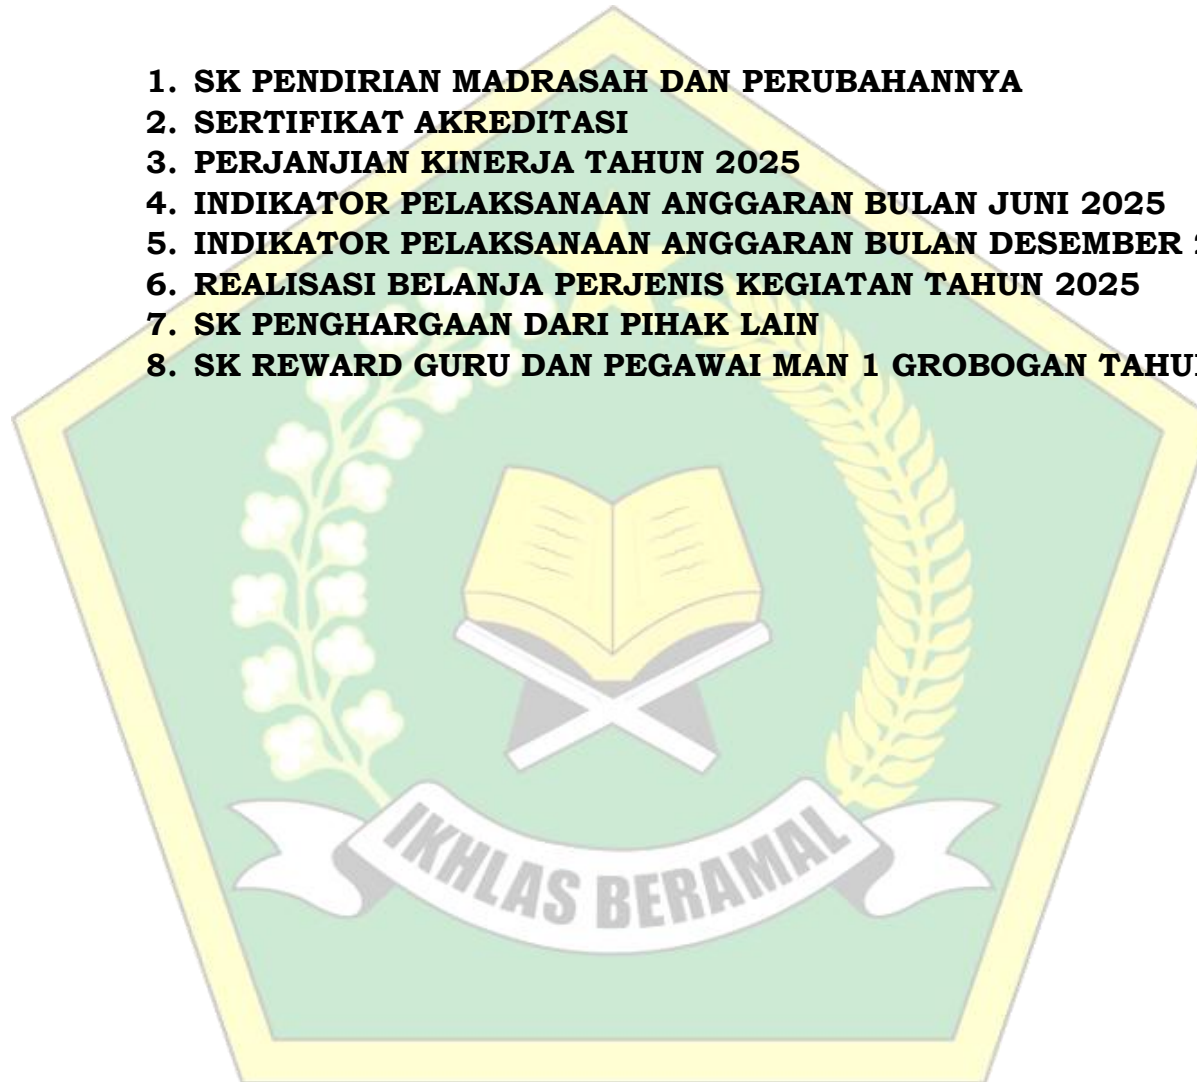 1. SK PENDIRIAN MADRASAH DAN PERUBAHANNYA
2. SERTIFIKAT AKREDITASI
3. PERJANJIAN KINERJA TAHUN 2025
4. INDIKATOR PELAKSANAAN ANGGARAN BULAN JUNI 2025
5. INDIKATOR PELAKSANAAN ANGGARAN BULAN DESEMBER
6. REALISASI BELANJA PERJENIS KEGIATAN TAHUN 2025
7. SK PENGHARGAAN DARI PIHAK LAIN
8. SK REWARD GURU DAN PEGAWAI MAN 1 GROBOGAN
IKHLAS BERAMAL